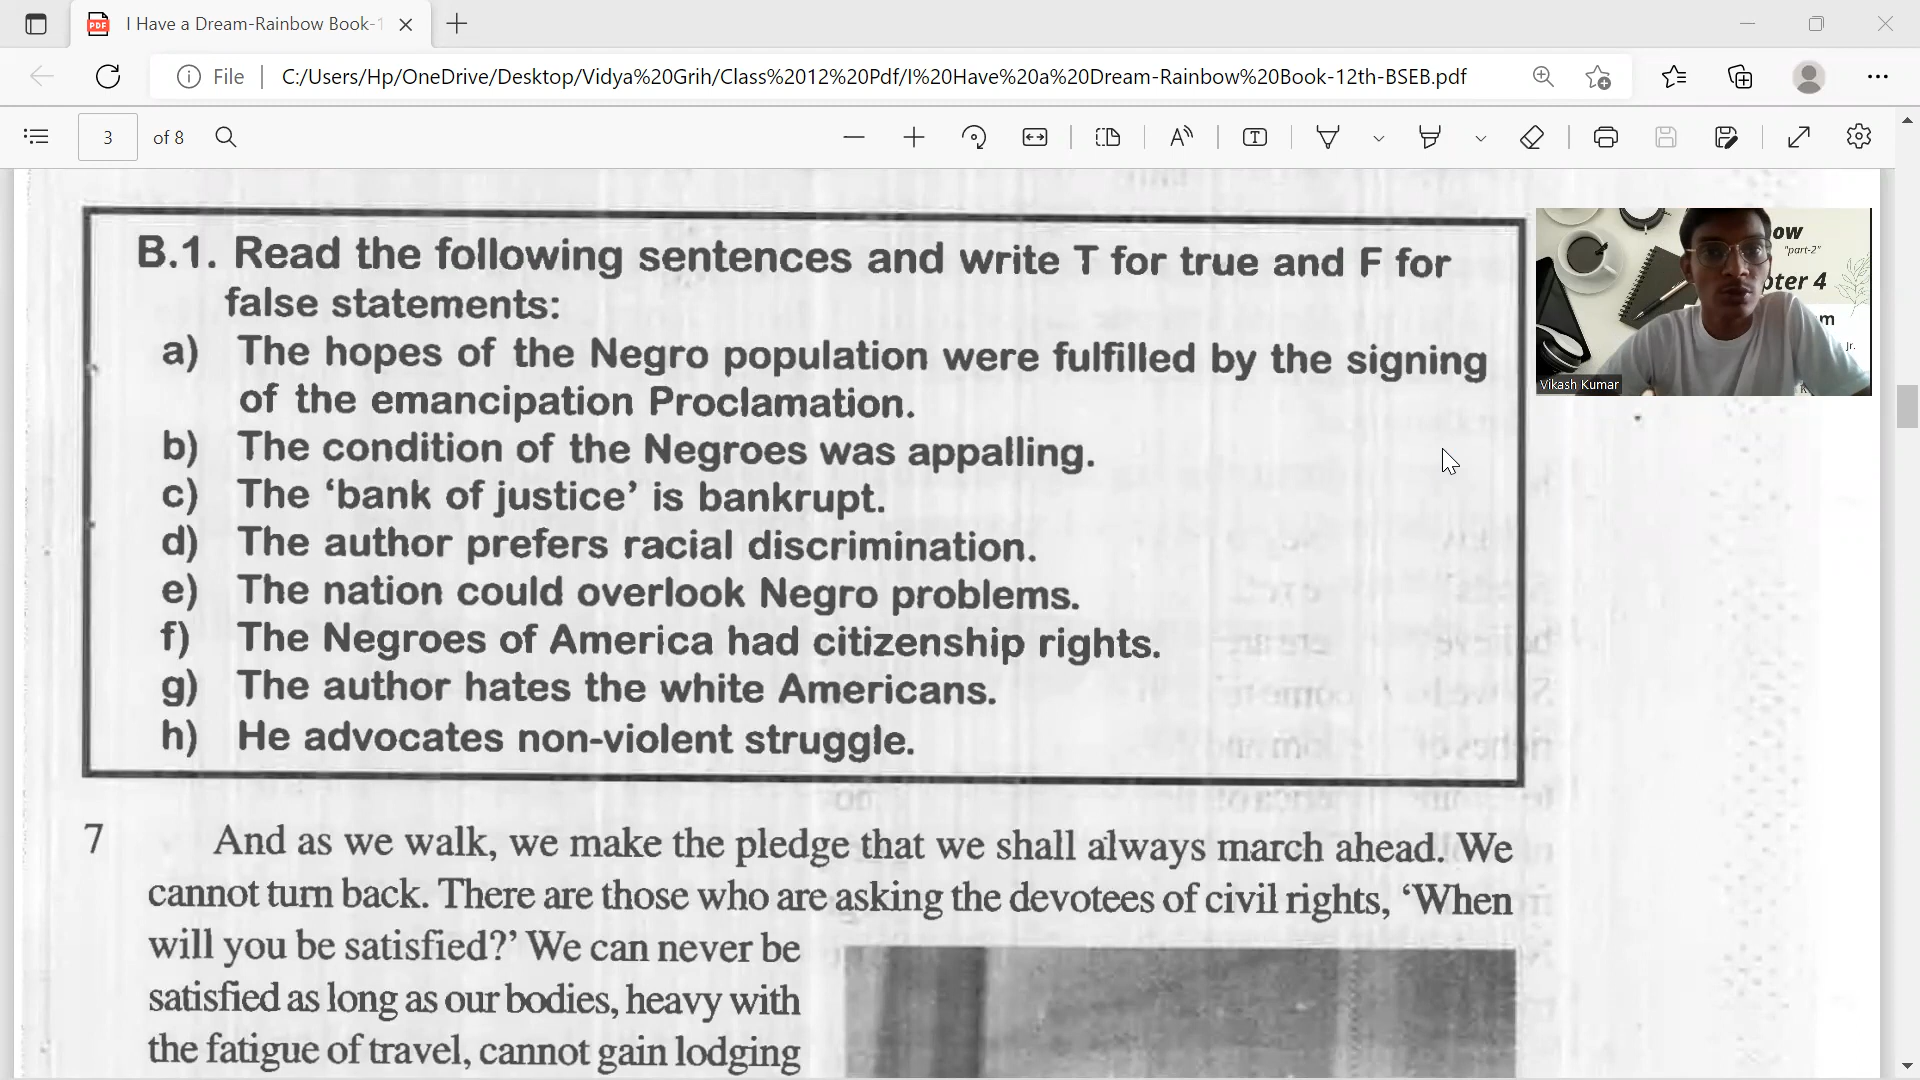 I Have a Dream-Rainbow Book-1
File
C:/Users/Hp/OneDrive/Desktop/Vidya%20Grih/Class%2012%20Pdf/I%20Have%20a%20Dream-Rainbow%20Book-12th-BSEB.pdf
3 of 8
B.1. Read the following sentences and write T for true and F for
false statements:
a) The hopes of the Negro population were fulfilled by the signing
of the emancipation Proclamation.
b) The condition of the Negroes was appalling.
c) The ‘bank of justice’ is bankrupt.
d) The author prefers racial discrimination.
e) The nation could overlook Negro problems.
f) The Negroes of America had citizenship rights.
g) The author hates the white Americans.
h) He advocates non-violent struggle.
ow
"part-2"
pter 4
m
Jr.
Vikash Kumar
7 And as we walk, we make the pledge that we shall always march ahead. We
cannot turn back. There are those who are asking the devotees of civil rights, ‘When
will you be satisfied?’ We can never be
satisfied as long as our bodies, heavy with
the fatigue of travel, cannot gain lodging